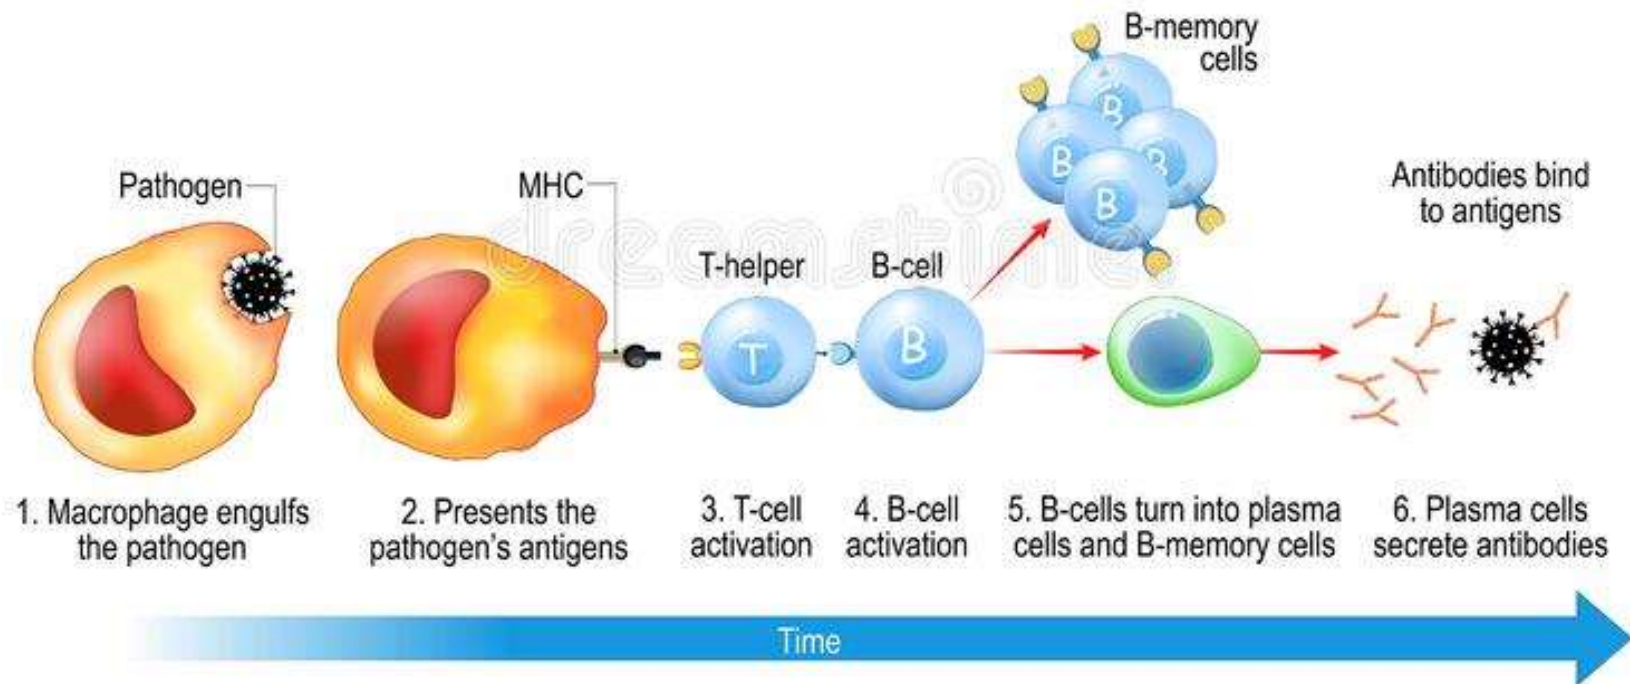 B-memory
cells
Pathogen
MHC
Antibodies bind
to antigens
T-helper
B-cell
dreamstime
B
B
B
B
T
B
1. Macrophage engulfs
the pathogen
2. Presents the
pathogen's antigens
3. T-cell
activation
4. B-cell
activation
5. B-cells turn into plasma
cells and B-memory cells
6. Plasma cells
secrete antibodies
Time